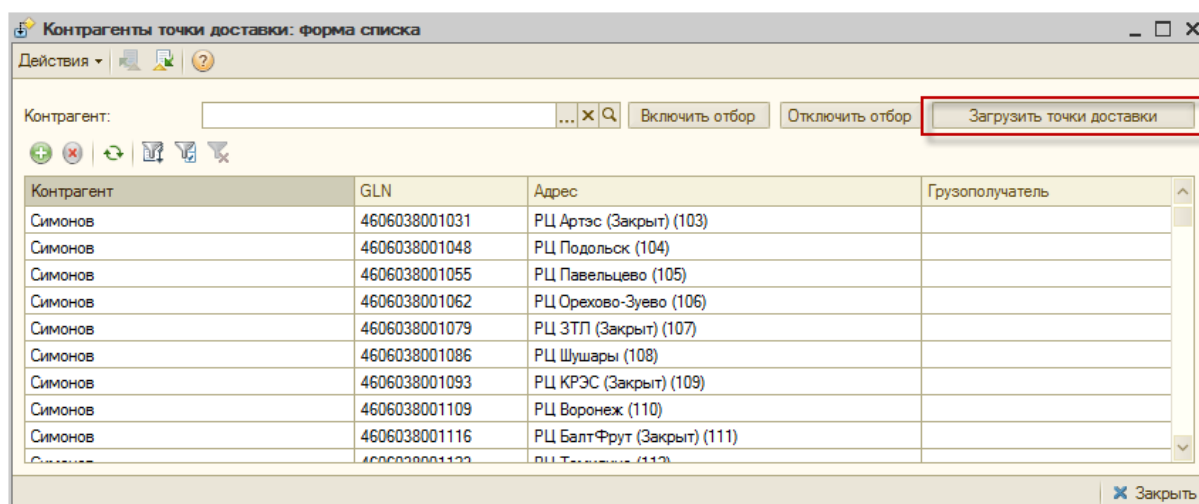 Контрагенты точки доставки: Форма списка
Действия
Контрагент: ... Включить отбор Отключить отбор Загрузить точки доставки
Контрагент GLN Адрес Грузополучатель
Симонов 4606038001031 РЦ Артэс (Закрыт) (103)
Симонов 4606038001048 РЦ Подольск (104)
Симонов 4606038001055 РЦ Павельцево (105)
Симонов 4606038001062 РЦ Орехово-Зуево (106)
Симонов 4606038001079 РЦ ЗТЛ (Закрыт) (107)
Симонов 4606038001086 РЦ Шушары (108)
Симонов 4606038001093 РЦ КРЭС (Закрыт) (109)
Симонов 4606038001109 РЦ Воронеж (110)
Симонов 4606038001116 РЦ БалтФрут (Закрыт) (111)
Закрыть